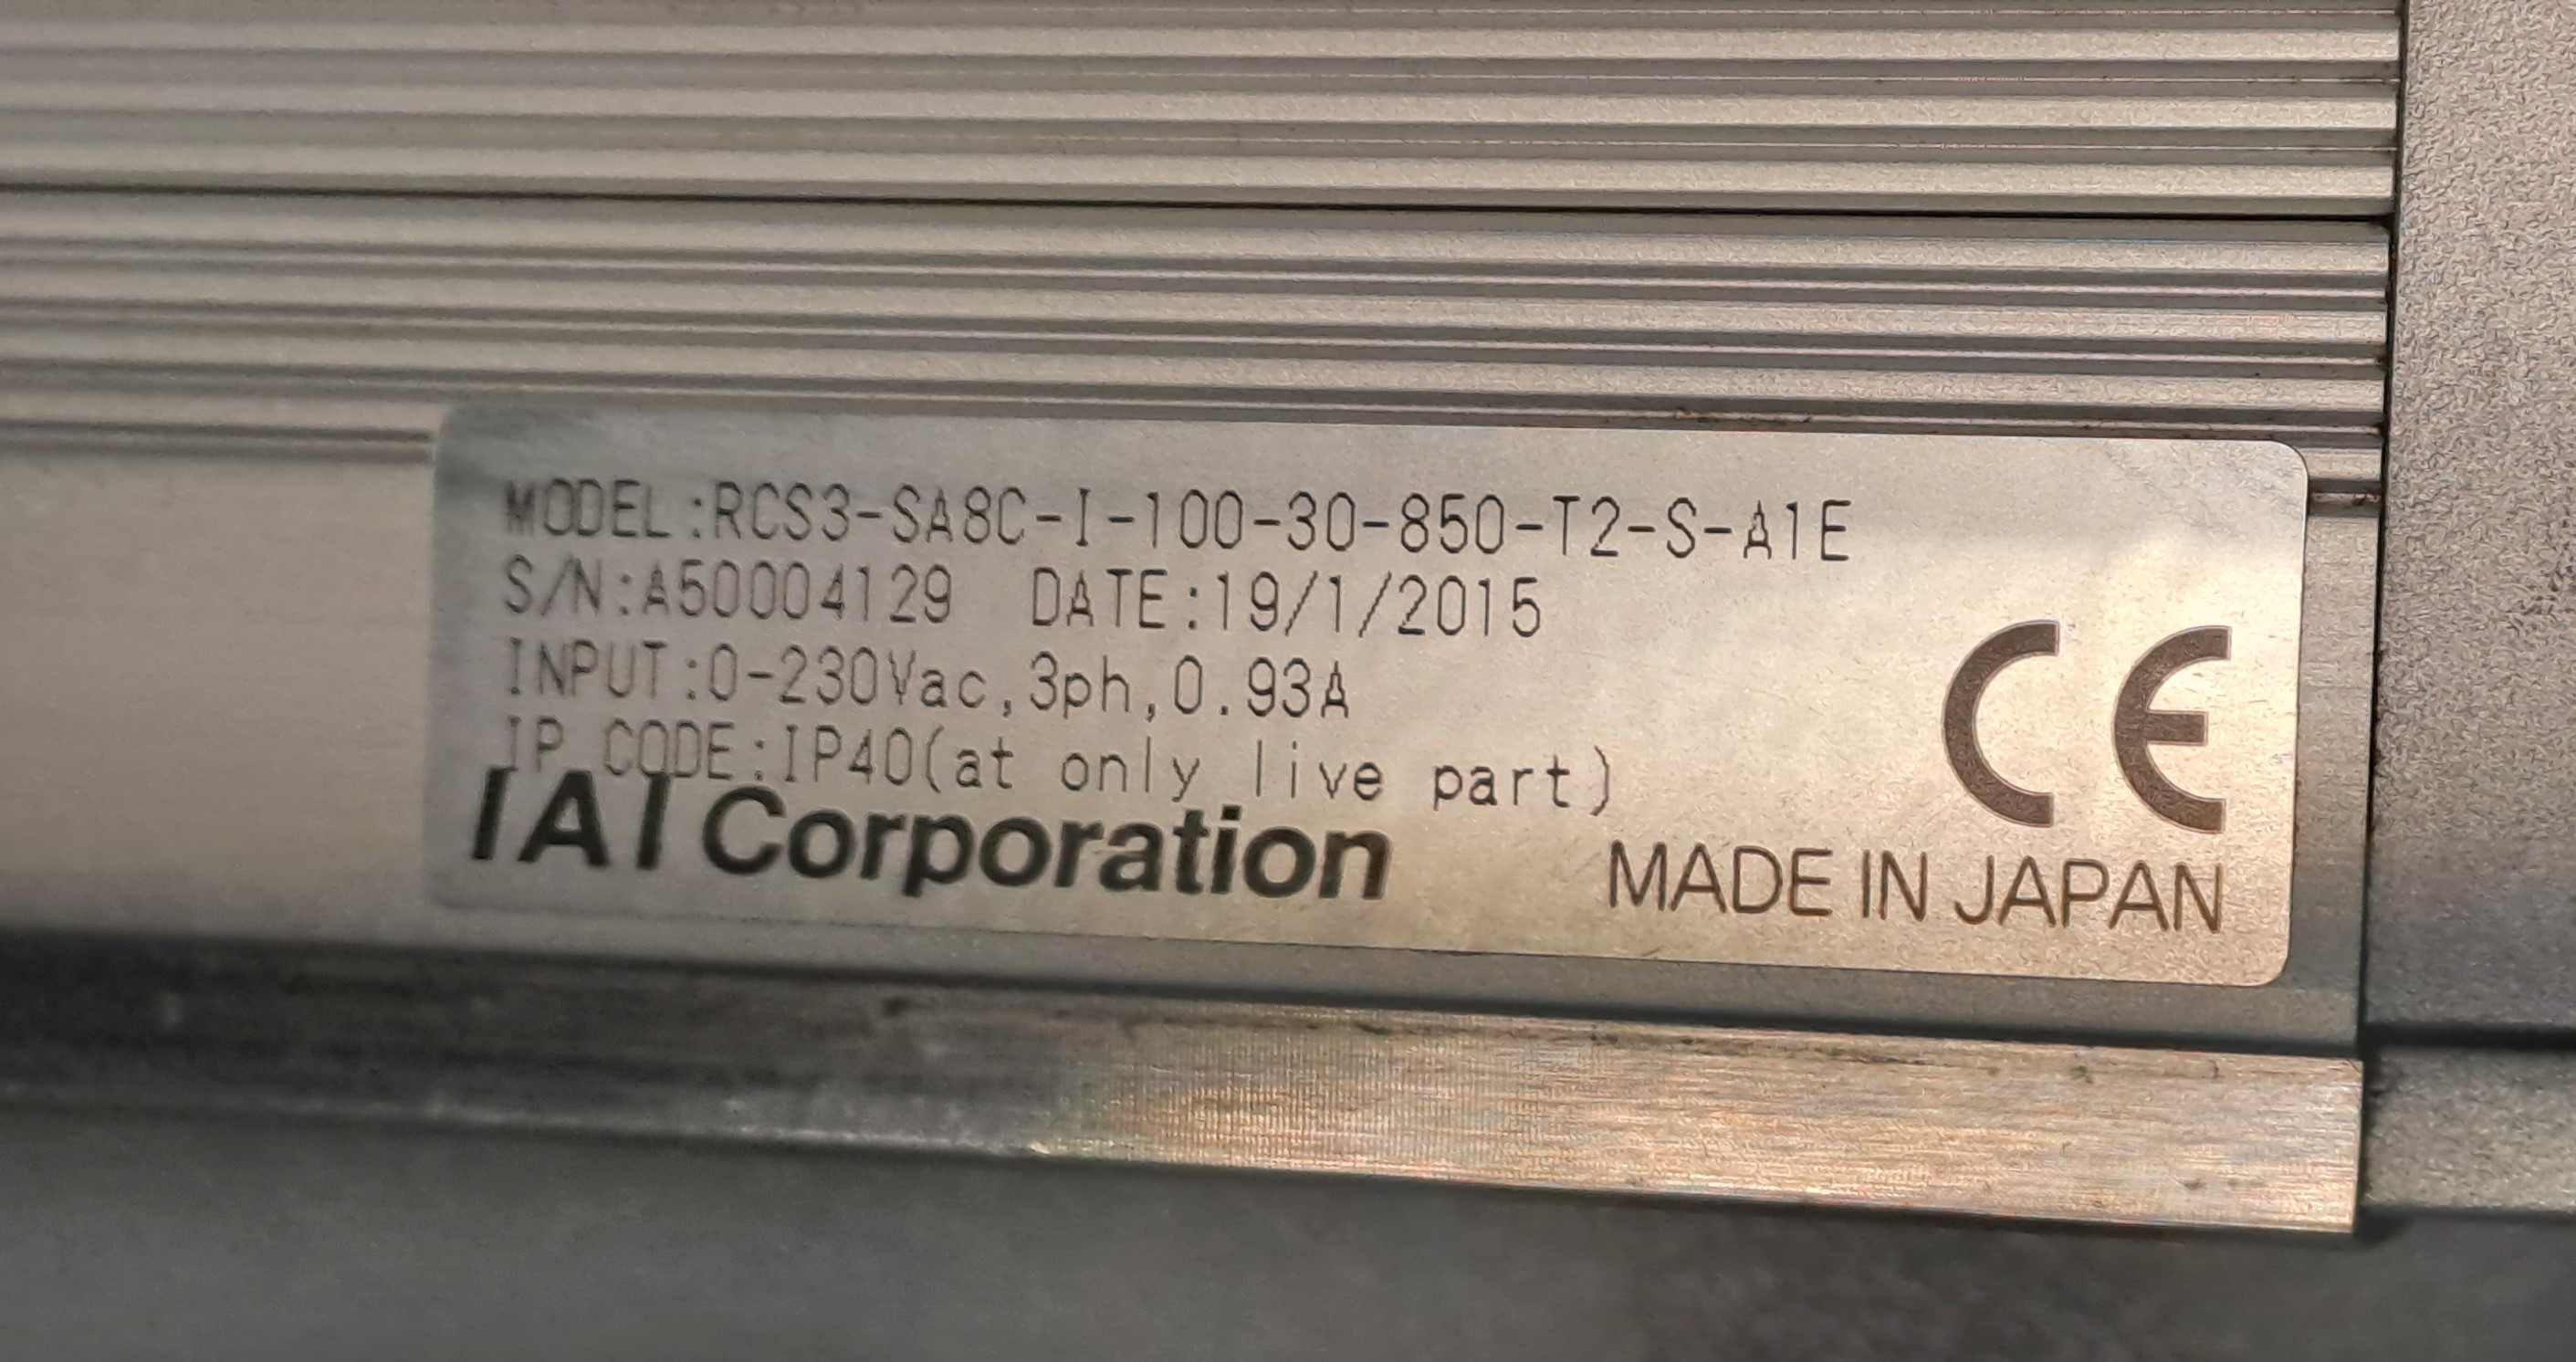 MODEL:RCS3-SA8C-I-100-30-850-T2-S-A1E
S/N:A50004129 DATE:19/1/2015
INPUT:0-230Vac,3ph,0.93A
IP CODE:IP40(at only live part)
IAI Corporation
CE
MADE IN JAPAN